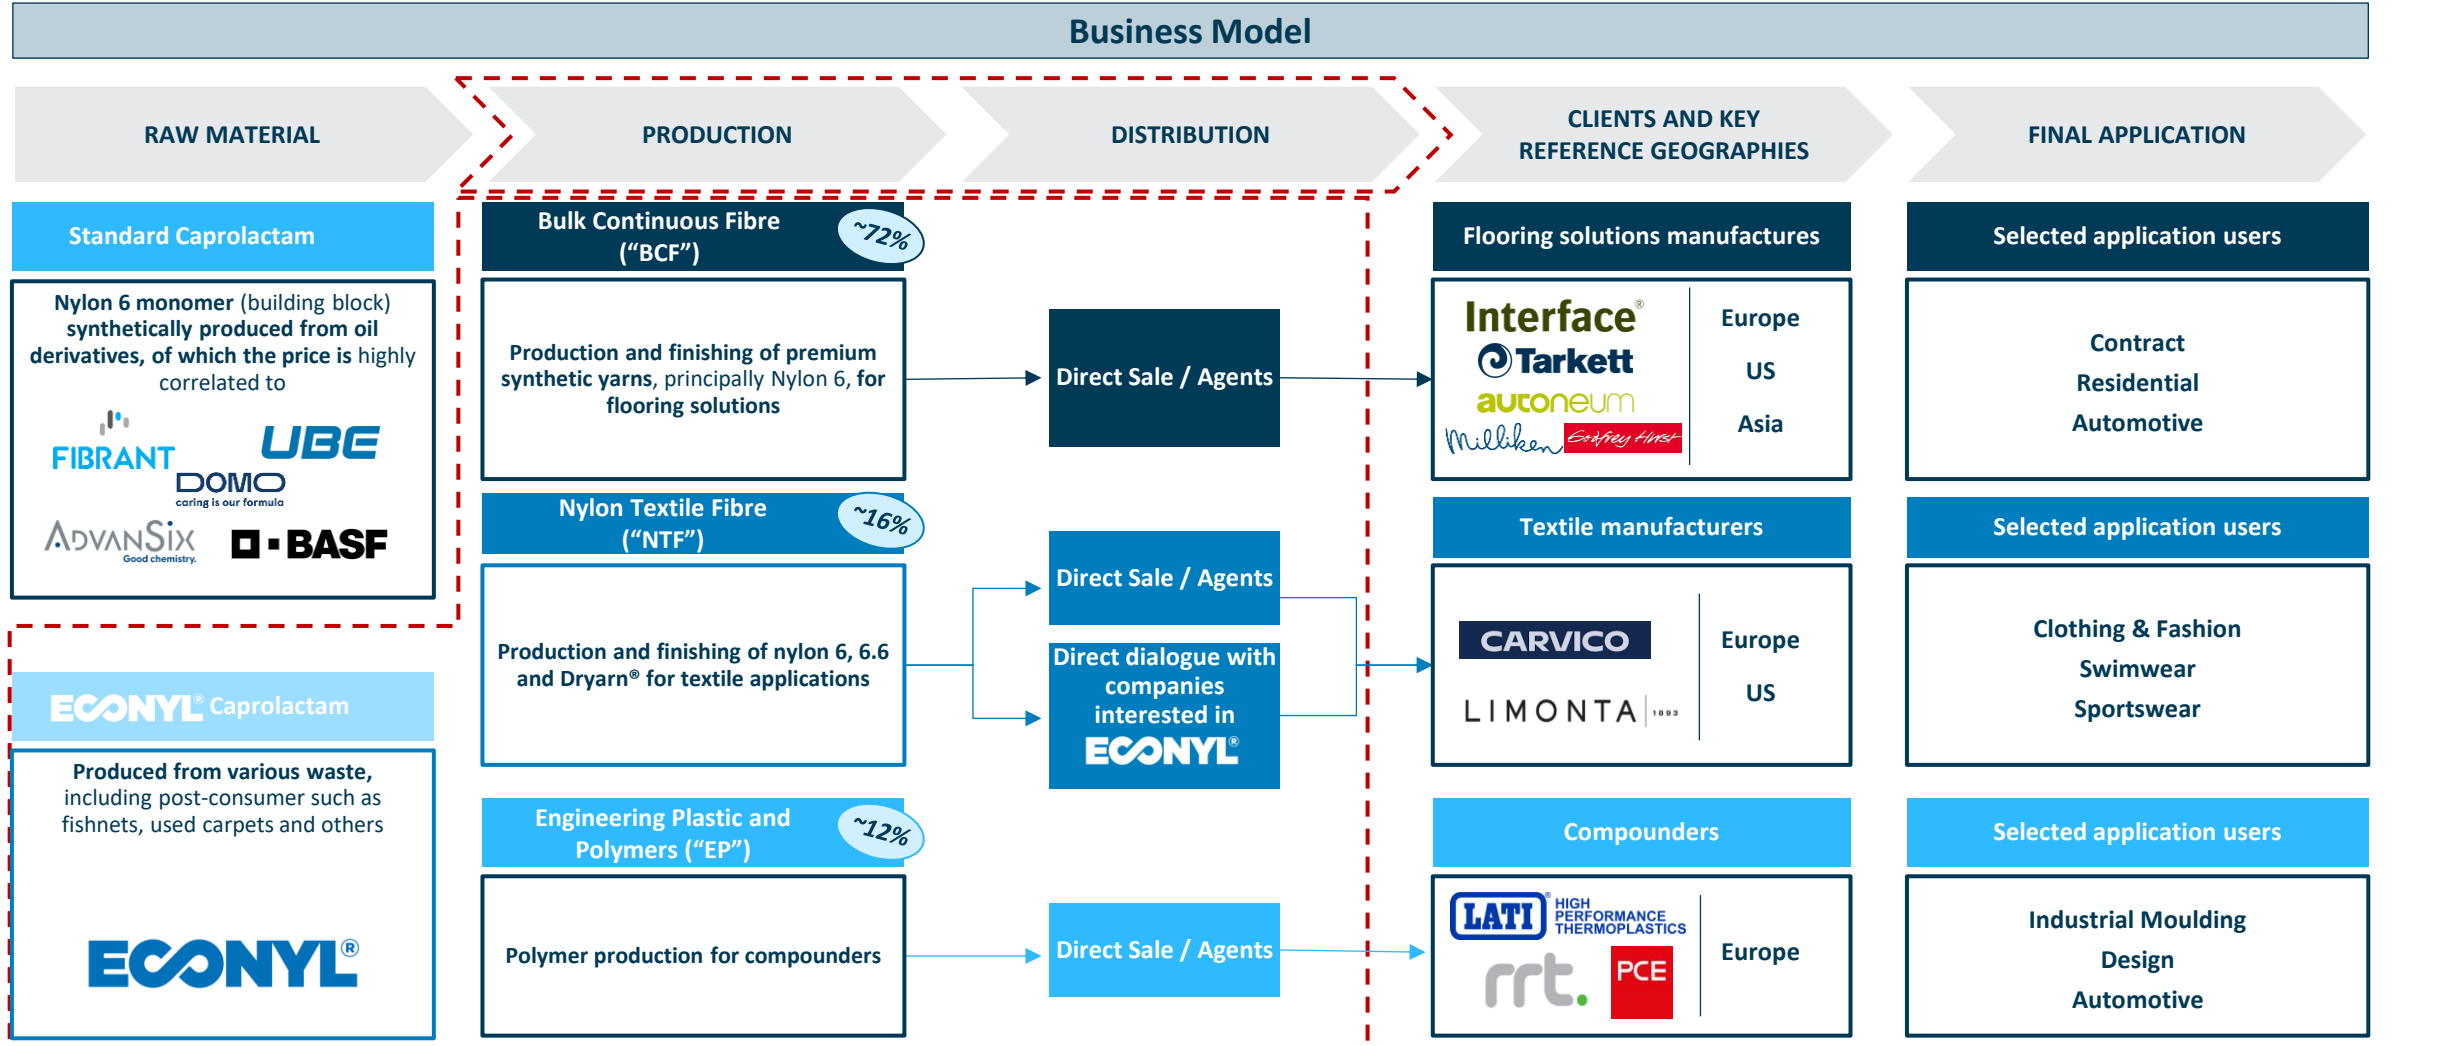 Business Model
RAW MATERIAL
PRODUCTION
DISTRIBUTION
CLIENTS AND KEY
REFERENCE GEOGRAPHIES
FINAL APPLICATION
Standard Caprolactam
Nylon 6 monomer (building block)
synthetically produced from oil
derivatives, of which the price is highly
correlated to
FIBRANT
UBE
DOMO
caring is our formula
ADVANSIX
Good chemistry.
BASF
ECONYL® Caprolactam
Produced from various waste,
including post-consumer such as
fishnets, used carpets and others
ECONYL®
Bulk Continuous Fibre
(“BCF”)
~72%
Production and finishing of premium
synthetic yarns, principally Nylon 6, for
flooring solutions
Direct Sale / Agents
Flooring solutions manufactures
Interface®
Tarkett
autoneum
Milliken
Godfrey Hirst
Europe
US
Asia
Selected application users
Contract
Residential
Automotive
Nylon Textile Fibre
(“NTF”)
~16%
Production and finishing of nylon 6, 6.6
and Dryarn® for textile applications
Direct Sale / Agents
Direct dialogue with
companies
interested in
ECONYL®
Textile manufacturers
CARVICO
LIMONTA 1893
Europe
US
Selected application users
Clothing & Fashion
Swimwear
Sportswear
Engineering Plastic and
Polymers (“EP”)
~12%
Polymer production for compounders
Direct Sale / Agents
Compounders
LATI®
HIGH
PERFORMANCE
THERMOPLASTICS
rrt.
PCE
Europe
Selected application users
Industrial Moulding
Design
Automotive